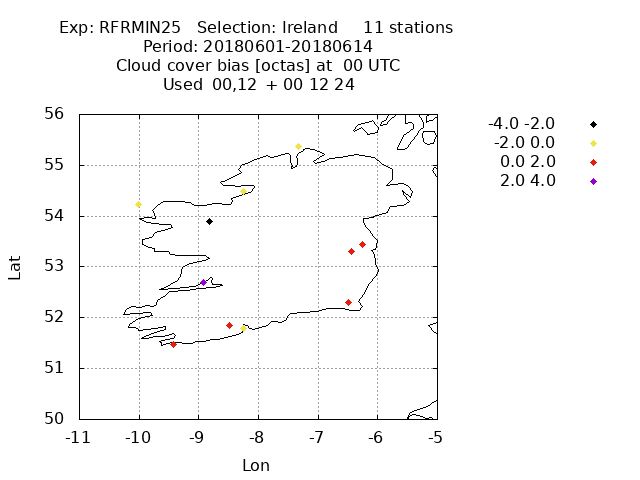 Exp: RFRMIN25 Selection: Ireland 11 stations
Period: 20180601-20180614
Cloud cover bias [octas] at 00 UTC
Used 00,12 + 00 12 24
-4.0 -2.0
-2.0 0.0
0.0 2.0
2.0 4.0
56
55
54
53
52
51
50
Lat
-11 -10 -9 -8 -7 -6 -5
Lon